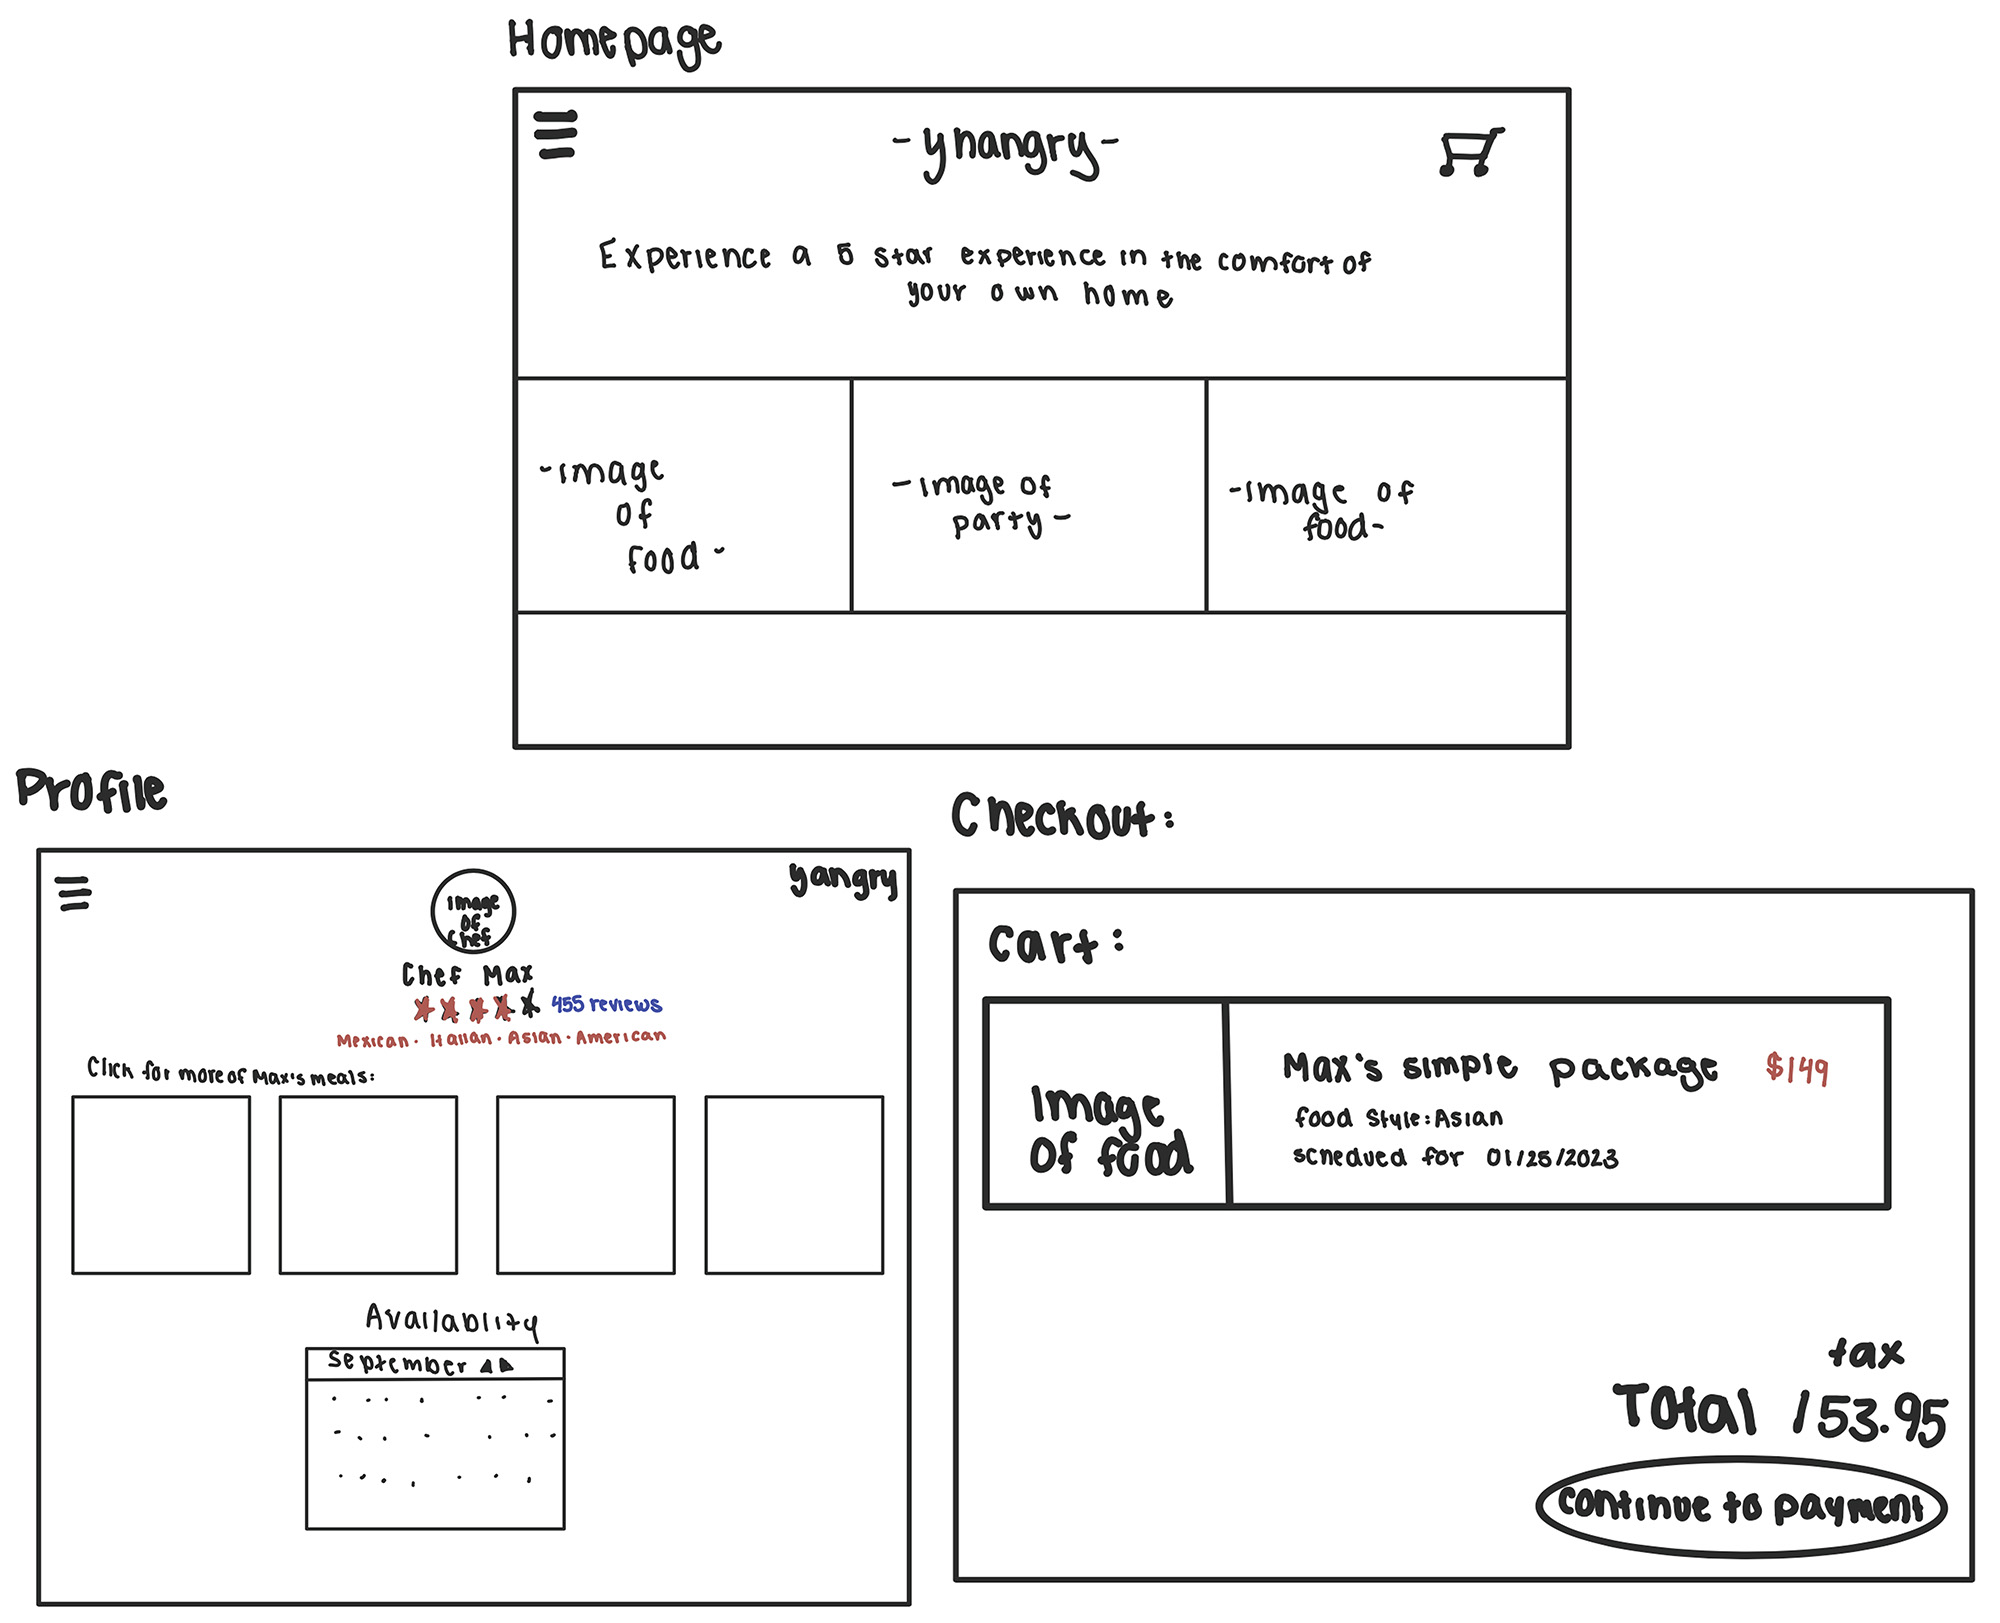 Homepage
- yhangry -
Experience a 5 star experience in the comfort of
your own home
- image
of
food -
- image of
party -
- image of
food -
Profile
yangry
image
of
chef
Chef Max
455 reviews
Mexican · Italian · Asian · American
Click for more of Max's meals:
Availablity
September
Checkout:
Cart:
Image
of food
Max's simple package $149
food style: Asian
schedued for 01/25/2023
tax
Total 153.95
continue to payment